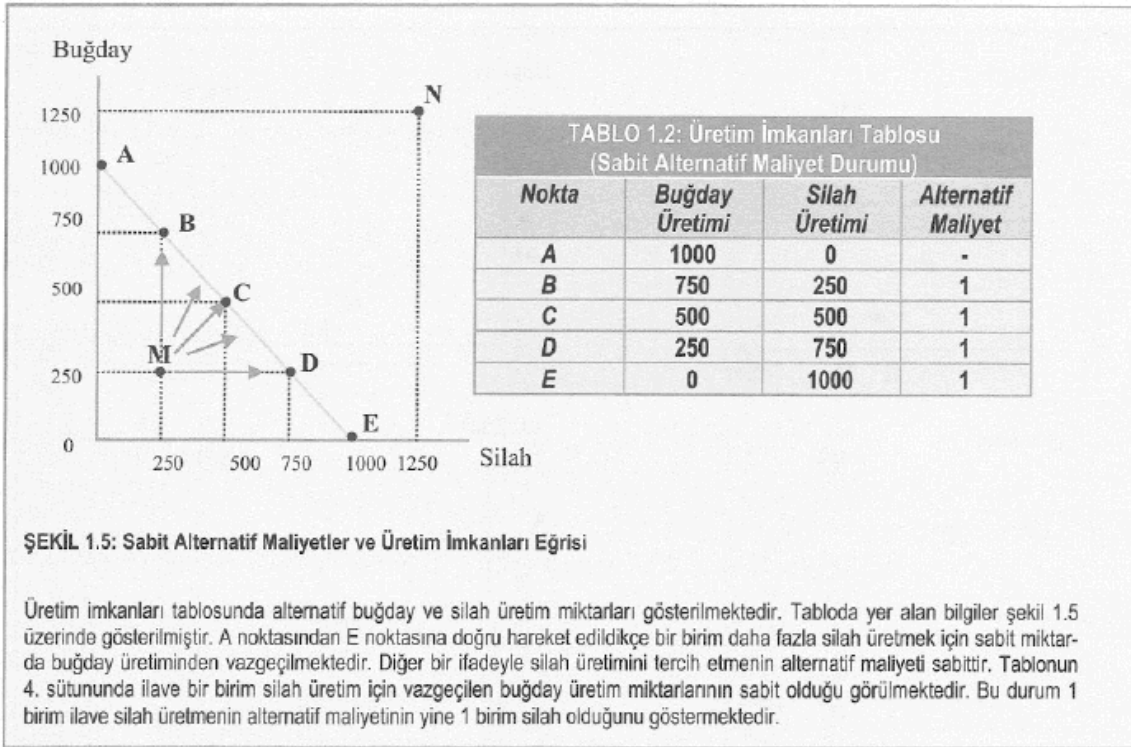 Buğday
1250
1000
750
500
250
0
A
B
C
M
D
E
N
250 500 750 1000 1250
Silah
TABLO 1.2: Üretim İmkanları Tablosu
(Sabit Alternatif Maliyet Durumu)
Nokta Buğday Üretimi Silah Üretimi Alternatif Maliyet
A 1000 0 -
B 750 250 1
C 500 500 1
D 250 750 1
E 0 1000 1
ŞEKİL 1.5: Sabit Alternatif Maliyetler ve Üretim İmkanları Eğrisi
Üretim imkanları tablosunda alternatif buğday ve silah üretim miktarları gösterilmektedir. Tabloda yer alan bilgiler şekil 1.5
üzerinde gösterilmiştir. A noktasından E noktasına doğru hareket edildikçe bir birim daha fazla silah üretmek için sabit miktar-
da buğday üretiminden vazgeçilmektedir. Diğer bir ifadeyle silah üretimini tercih etmenin alternatif maliyeti sabittir. Tablonun
4. sütununda ilave bir birim silah üretim için vazgeçilen buğday üretim miktarlarının sabit olduğu görülmektedir. Bu durum 1
birim ilave silah üretmenin alternatif maliyetinin yine 1 birim silah olduğunu göstermektedir.